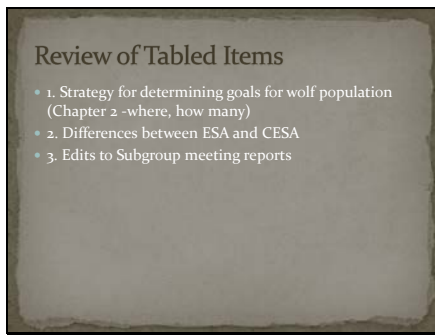 Review of Tabled Items
• 1. Strategy for determining goals for wolf population
(Chapter 2 -where, how many)
• 2. Differences between ESA and CESA
• 3. Edits to Subgroup meeting reports